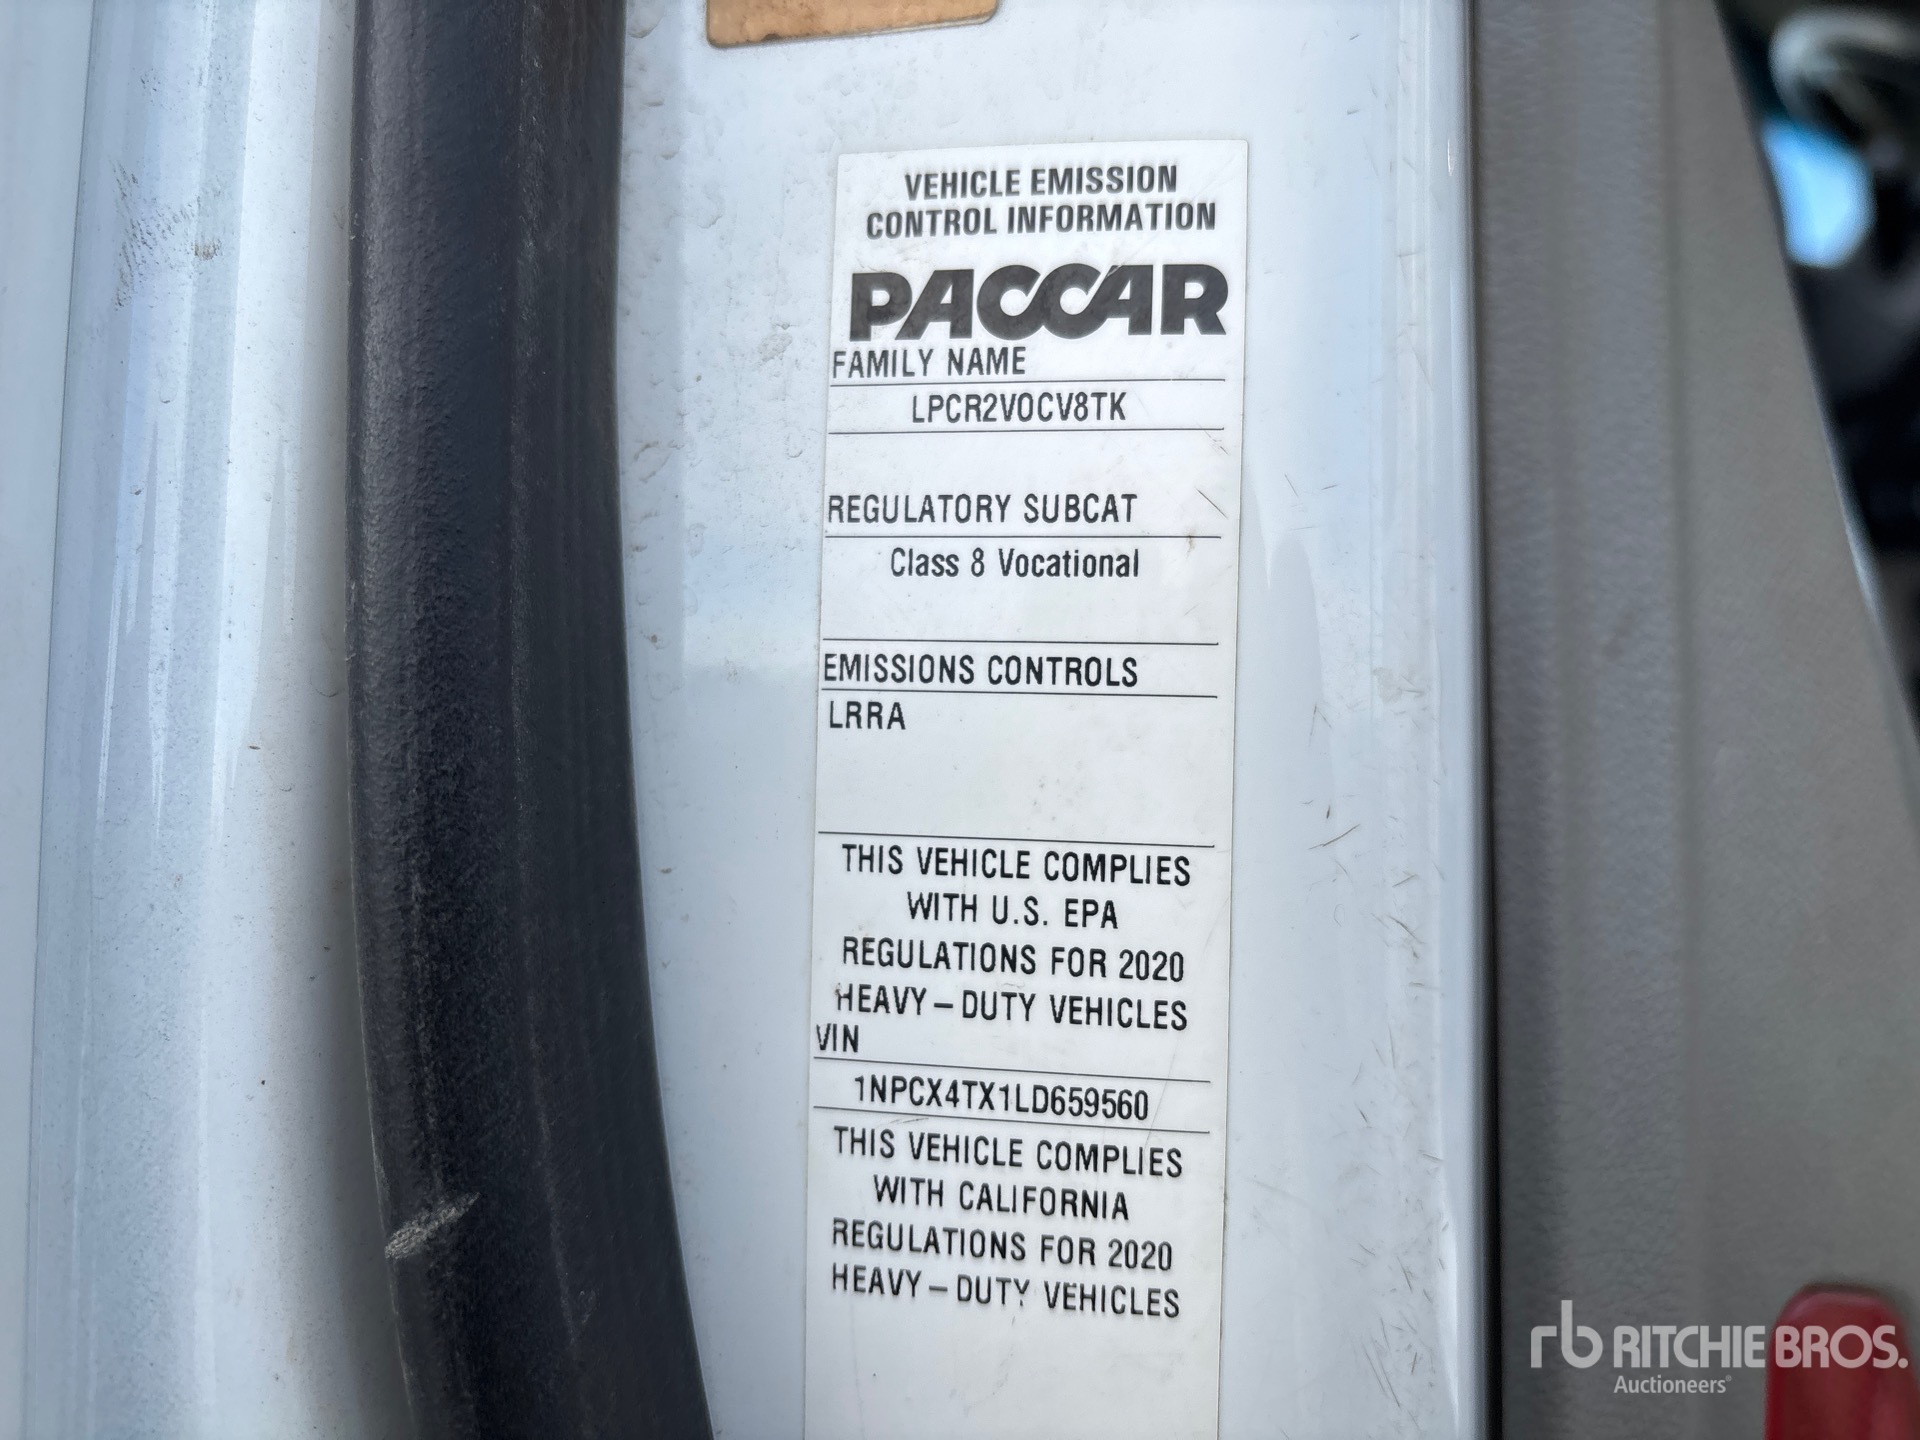 VEHICLE EMISSION
CONTROL INFORMATION
PACCAR
FAMILY NAME
LPCR2VOCV8TK
REGULATORY SUBCAT
Class 8 Vocational
EMISSIONS CONTROLS
LRRA
THIS VEHICLE COMPLIES
WITH U.S. EPA
REGULATIONS FOR 2020
HEAVY–DUTY VEHICLES
VIN
1NPCX4TX1LD659560
THIS VEHICLE COMPLIES
WITH CALIFORNIA
REGULATIONS FOR 2020
HEAVY–DUTY VEHICLES
rb RITCHIE BROS.
Auctioneers